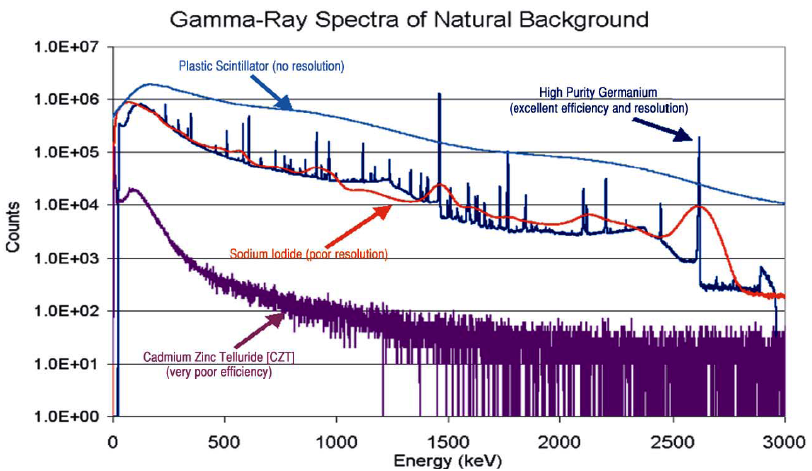 Gamma-Ray Spectra of Natural Background
1.0E+07
1.0E+06
1.0E+05
1.0E+04
1.0E+03
1.0E+02
1.0E+01
1.0E+00
Counts
Plastic Scintillator (no resolution)
High Purity Germanium
(excellent efficiency and resolution)
Sodium Iodide (poor resolution)
Cadmium Zinc Telluride [CZT]
(very poor efficiency)
0
500
1000
1500
2000
2500
3000
Energy (keV)